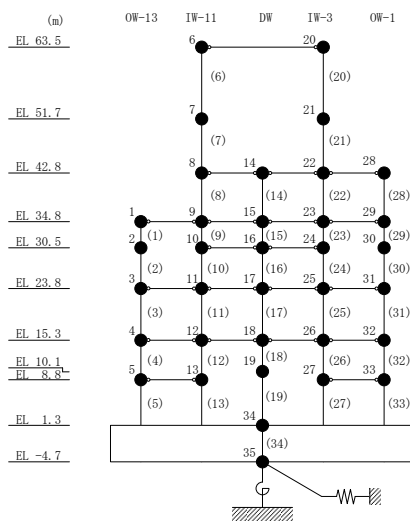 (m) OW-13 IW-11 DW IW-3 OW-1
EL 63.5 6 20
(6) (20)
EL 51.7 7 21
(7) (21)
EL 42.8 8 14 22 28
(8) (14) (22) (28)
EL 34.8 1 9 15 23 29
(1) (9) (15) (23) (29)
EL 30.5 2 10 16 24 30
(2) (10) (16) (24) (30)
EL 23.8 3 11 17 25 31
(3) (11) (17) (25) (31)
EL 15.3 4 12 18 26 32
(4) (12) (18) (26) (32)
EL 10.1 19
EL 8.8 5 13 27 33
(5) (13) (19) (27) (33)
EL 1.3 34
(34)
EL -4.7 35